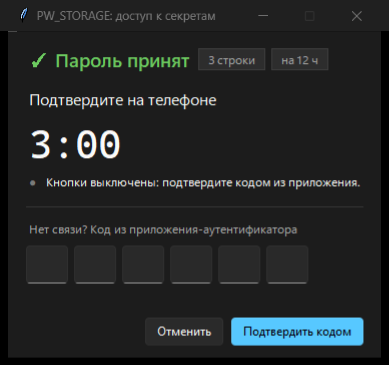 PW_STORAGE: доступ к секретам
✓ Пароль принят 3 строки на 12 ч
Подтвердите на телефоне
3:00
• Кнопки выключены: подтвердите кодом из приложения.
Нет связи? Код из приложения-аутентификатора
Отменить Подтвердить кодом